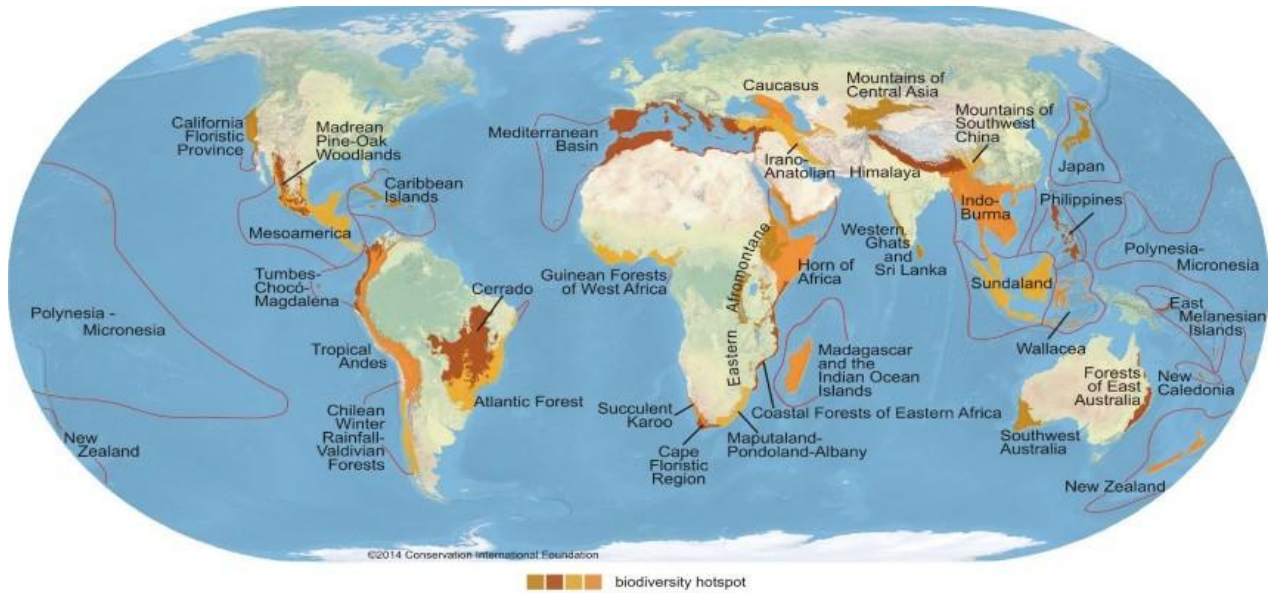 California
Floristic
Province
Madrean
Pine-Oak
Woodlands
Caribbean
Islands
Mesoamerica
Tumbes-
Chocó-
Magdalena
Polynesia -
Micronesia
Cerrado
Tropical
Andes
Atlantic Forest
Chilean
Winter
Rainfall-
Valdivian
Forests
New
Zealand
Mediterranean
Basin
Caucasus
Mountains of
Central Asia
Mountains of
Southwest
China
Irano-
Anatolian
Himalaya
Japan
Indo-
Burma
Philippines
Western
Ghats
and
Sri Lanka
Polynesia-
Micronesia
Guinean Forests
of West Africa
Eastern Afromontane
Horn of
Africa
Sundaland
East
Melanesian
Islands
Wallacea
Madagascar
and the
Indian Ocean
Islands
Forests
of East
Australia
New
Caledonia
Succulent
Karoo
Coastal Forests of Eastern Africa
Cape
Floristic
Region
Maputaland-
Pondoland-Albany
Southwest
Australia
New Zealand
©2014 Conservation International Foundation
biodiversity hotspot